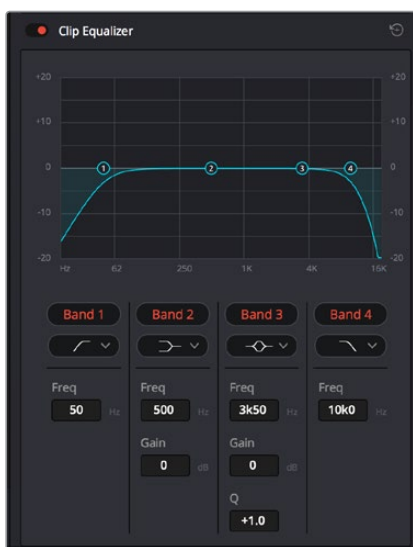 Clip Equalizer
+20 +20
+10 +10
1 2 3 4
0 0
-10 -10
-20 -20
Hz 62 250 1K 4K 16K
Band 1 Band 2 Band 3 Band 4
Freq Freq Freq Freq
50 Hz 500 Hz 3k50 Hz 10k0 Hz
Gain Gain
0 dB 0 dB
Q
+1.0